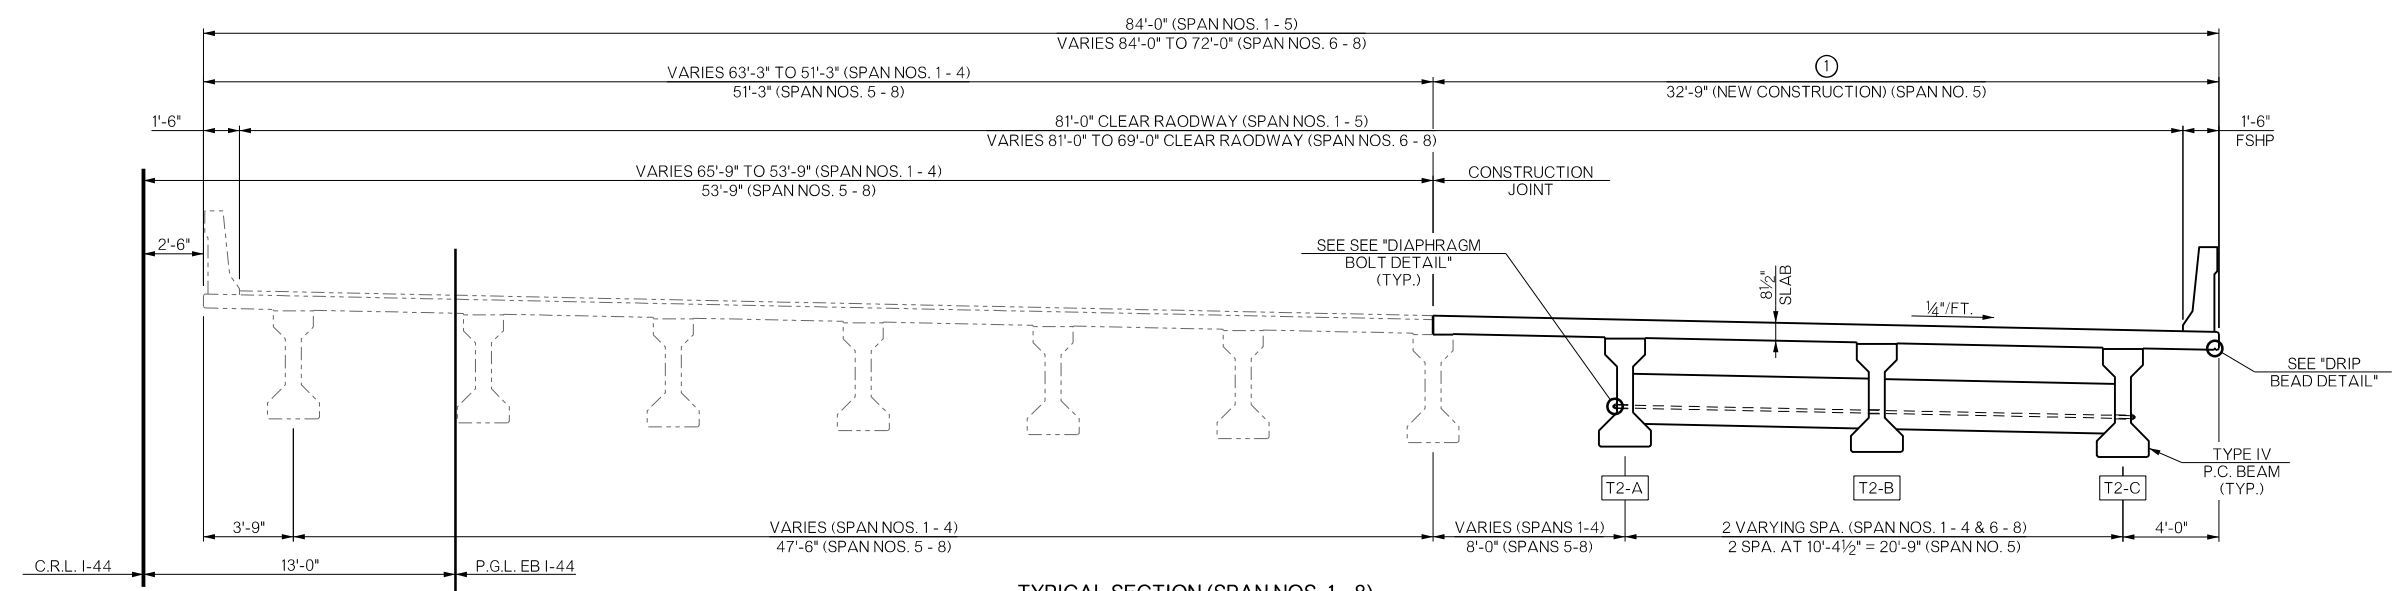 84'-0" (SPAN NOS. 1 - 5)
VARIES 84'-0" TO 72'-0" (SPAN NOS. 6 - 8)
VARIES 63'-3" TO 51'-3" (SPAN NOS. 1 - 4)
51'-3" (SPAN NOS. 5 - 8)
1
32'-9" (NEW CONSTRUCTION) (SPAN NO. 5)
1'-6"
81'-0" CLEAR RAODWAY (SPAN NOS. 1 - 5)
VARIES 81'-0" TO 69'-0" CLEAR RAODWAY (SPAN NOS. 6 - 8)
1'-6"
FSHP
VARIES 65'-9" TO 53'-9" (SPAN NOS. 1 - 4)
53'-9" (SPAN NOS. 5 - 8)
CONSTRUCTION
JOINT
2'-6"
SEE SEE "DIAPHRAGM
BOLT DETAIL"
(TYP.)
8½"
SLAB
¼"/FT.
SEE "DRIP
BEAD DETAIL"
TYPE IV
P.C. BEAM
(TYP.)
T2-A
T2-B
T2-C
3'-9"
VARIES (SPAN NOS. 1 - 4)
47'-6" (SPAN NOS. 5 - 8)
VARIES (SPANS 1-4)
8'-0" (SPANS 5-8)
2 VARYING SPA. (SPAN NOS. 1 - 4 & 6 - 8)
2 SPA. AT 10'-4½" = 20'-9" (SPAN NO. 5)
4'-0"
C.R.L. I-44
13'-0"
P.G.L. EB I-44
TYPICAL SECTION (SPAN NOS. 1 - 8)